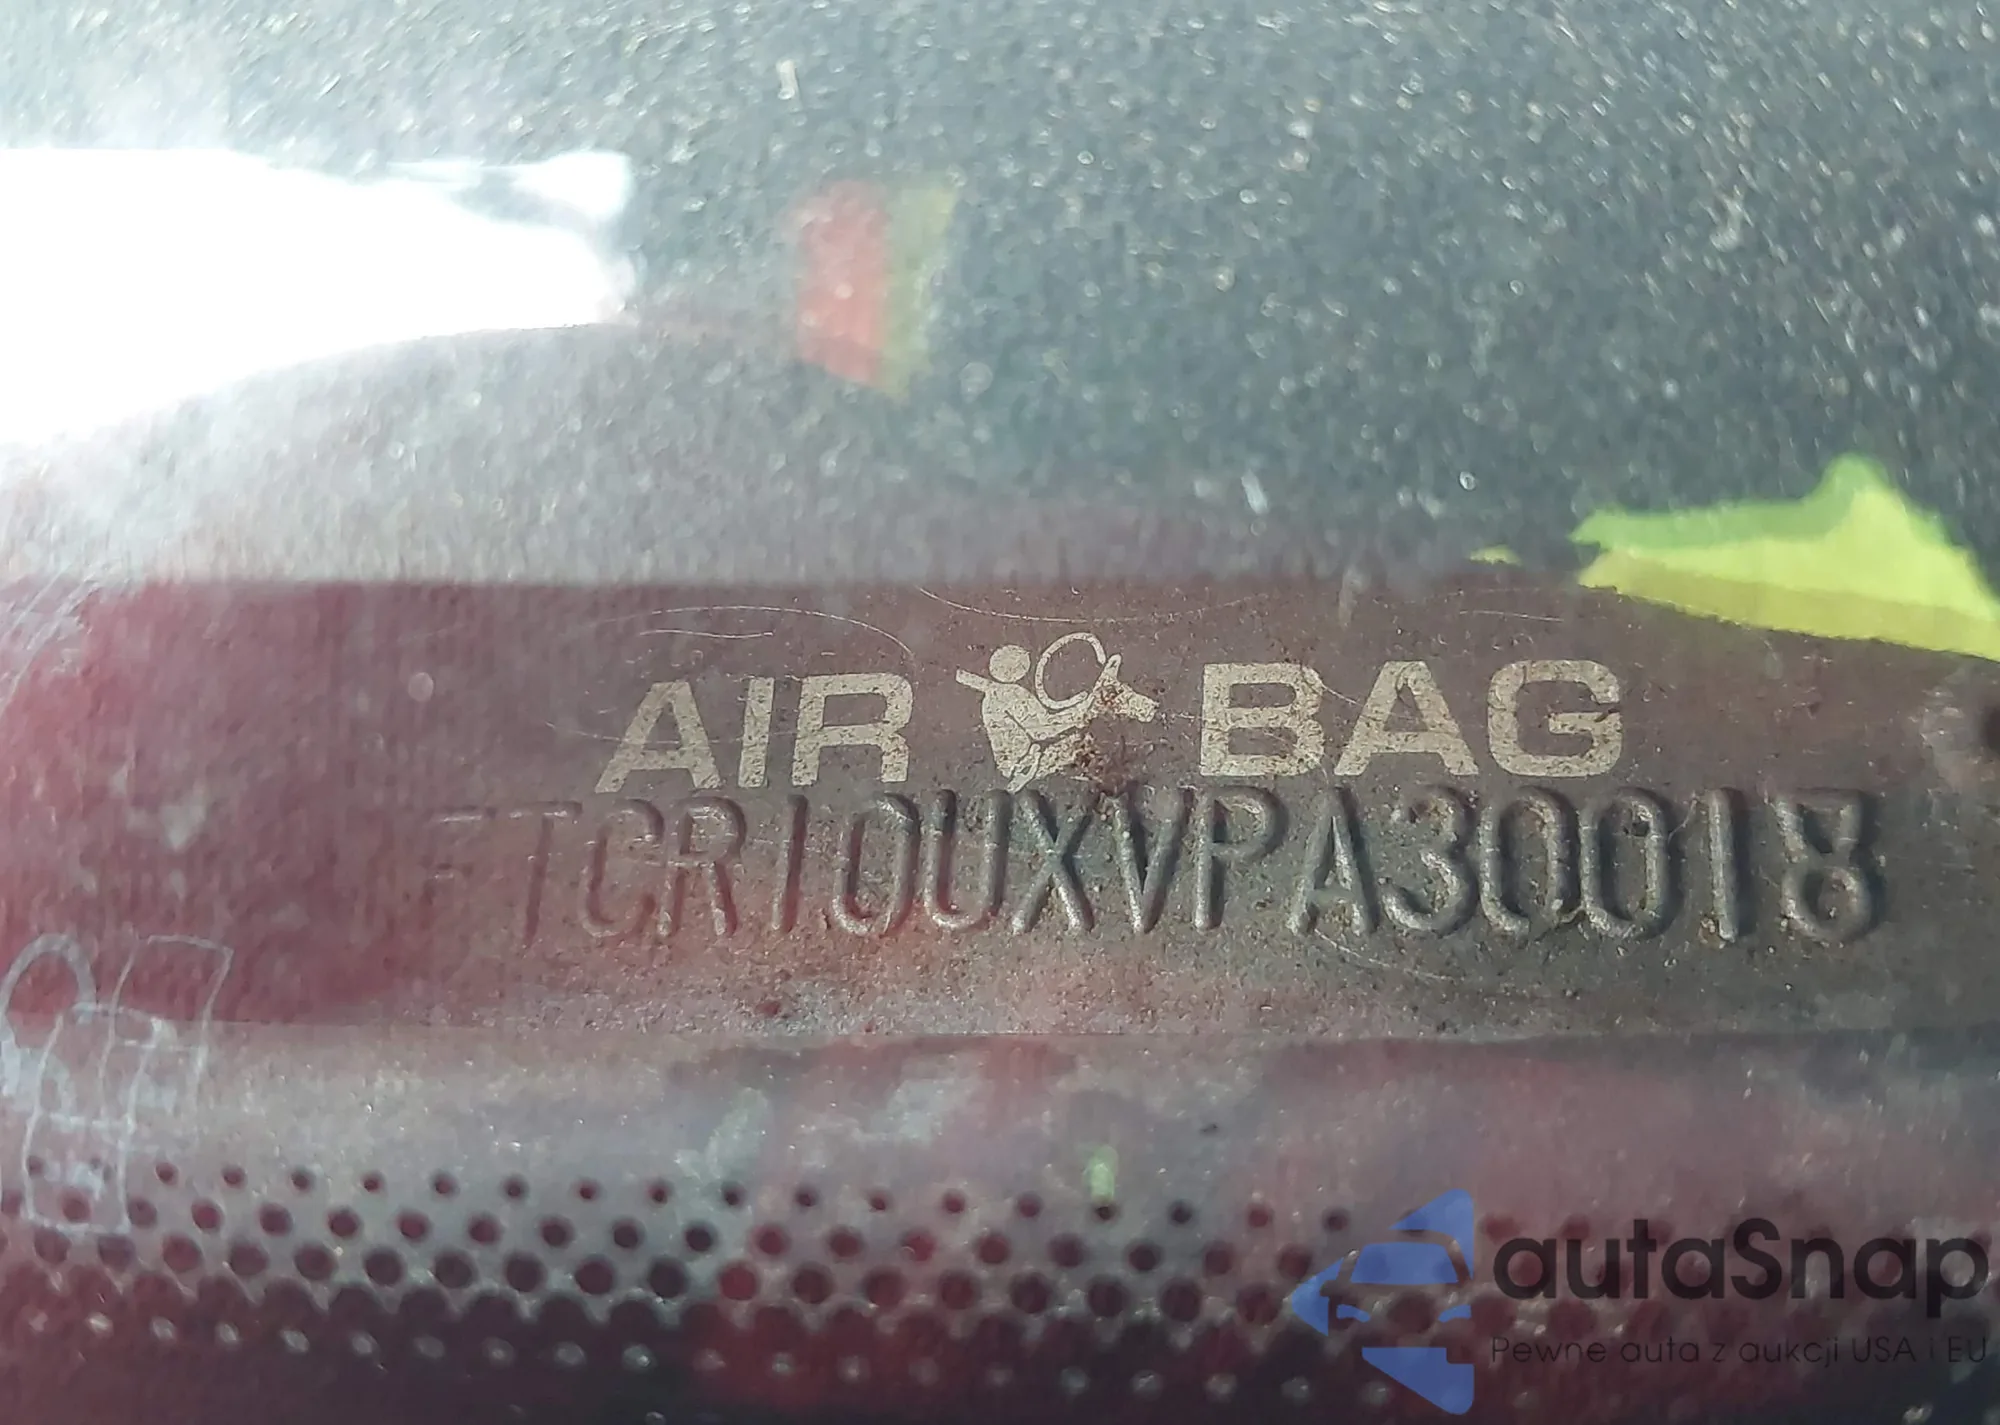 AIR BAG
FTCR10UXVPA30018
autaSnap
Pewne auta z aukcji USA i EU